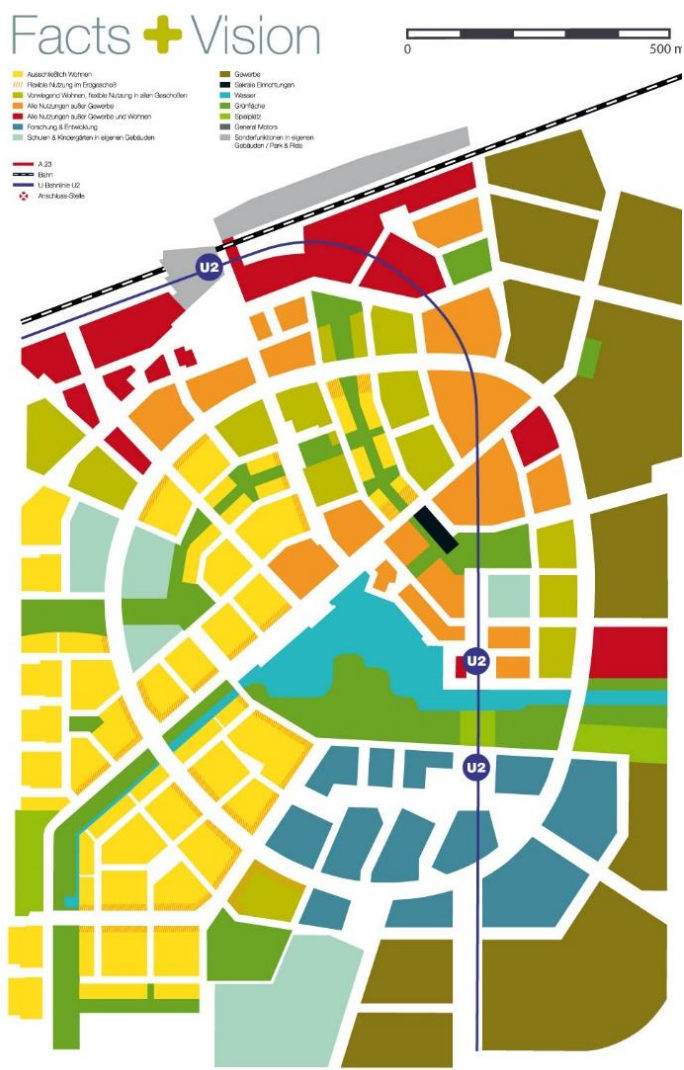 Facts + Vision
0 500 m
Ausschließlich Wohnen
Flexible Nutzung im Erdgeschoß
Vorwiegend Wohnen, flexible Nutzung in allen Geschoßen
Alle Nutzungen außer Gewerbe
Alle Nutzungen außer Gewerbe und Wohnen
Forschung & Entwicklung
Schulen & Kindergärten in eigenen Gebäuden
Gewerbe
Sakrale Einrichtungen
Wasser
Grünfläche
Spielplatz
General Motors
Sonderfunktionen in eigenen
Gebäuden / Park & Ride
A 23
Bahn
U-Bahnlinie U2
Anschluss-Stelle
U2
U2
U2